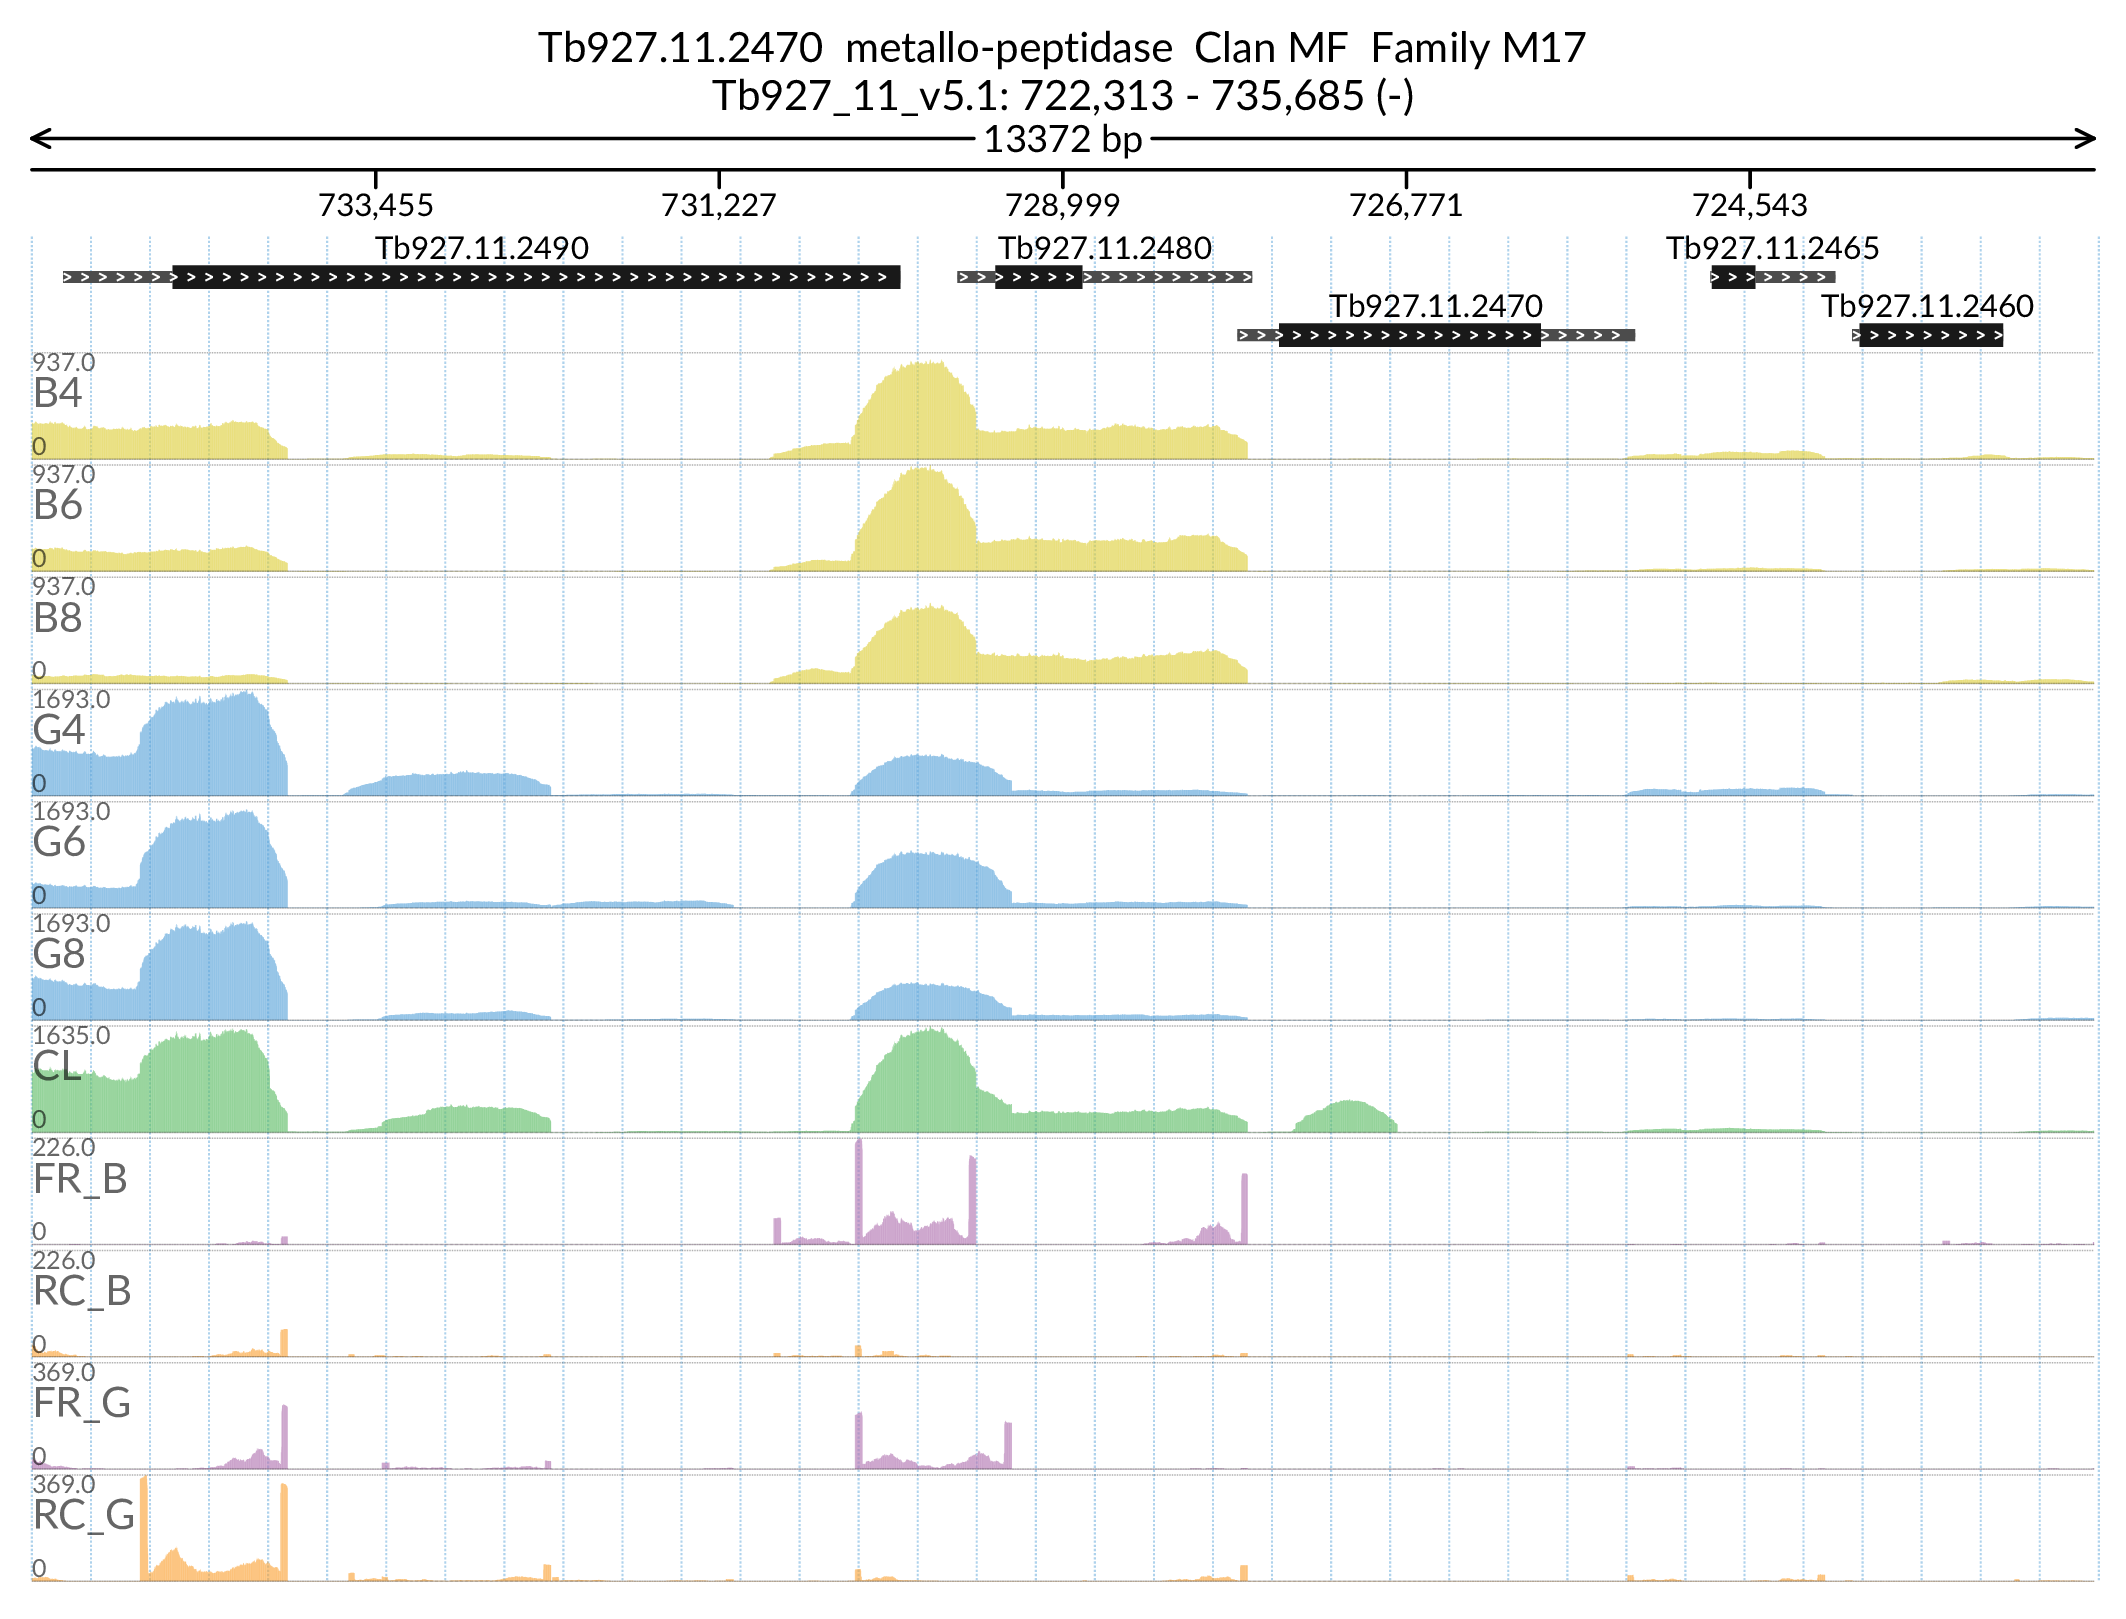 Tb927.11.2470 metallo-peptidase Clan MF Family M17
Tb927_11_v5.1: 722,313 - 735,685 (-)
13372 bp
733,455 731,227 728,999 726,771 724,543
Tb927.11.2490 Tb927.11.2480 Tb927.11.2465
Tb927.11.2470 Tb927.11.2460
937.0
B4
0
937.0
B6
0
937.0
B8
0
1693.0
G4
0
1693.0
G6
0
1693.0
G8
0
1635.0
CL
0
226.0
FR_B
0
226.0
RC_B
0
369.0
FR_G
0
369.0
RC_G
0